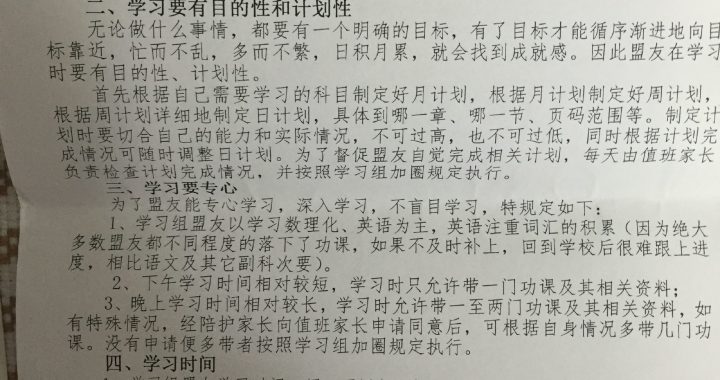 二、学习要有目的性和计划性
无论做什么事情，都要有一个明确的目标，有了目标才能循序渐进地向目
标靠近，忙而不乱，多而不繁，日积月累，就会找到成就感。因此盟友在学习
时要有目的性、计划性。
首先根据自己需要学习的科目制定好月计划，根据月计划制定好周计划，
根据周计划详细地制定日计划，具体到哪一章、哪一节、页码范围等。制定计
划时要切合自己的能力和实际情况，不可过高，也不可过低，同时根据计划完
成情况可随时调整日计划。为了督促盟友自觉完成相关计划，每天由值班家长
负责检查计划完成情况，并按照学习组加圈规定执行。
三、学习要专心
为了盟友能专心学习，深入学习，不盲目学习，特规定如下：
1、学习组盟友以学习数理化、英语为主，英语注重词汇的积累（因为绝大
多数盟友都不同程度的落下了功课，如果不及时补上，回到学校后很难跟上进
度，相比语文及其它副科次要）。
2、下午学习时间相对较短，学习时只允许带一门功课及其相关资料；
3、晚上学习时间相对较长，学习时允许带一至两门功课及其相关资料，如
有特殊情况，经陪护家长向值班家长申请同意后，可根据自身情况多带几门功
课。没有申请便多带者按照学习组加圈规定执行。
四、学习时间